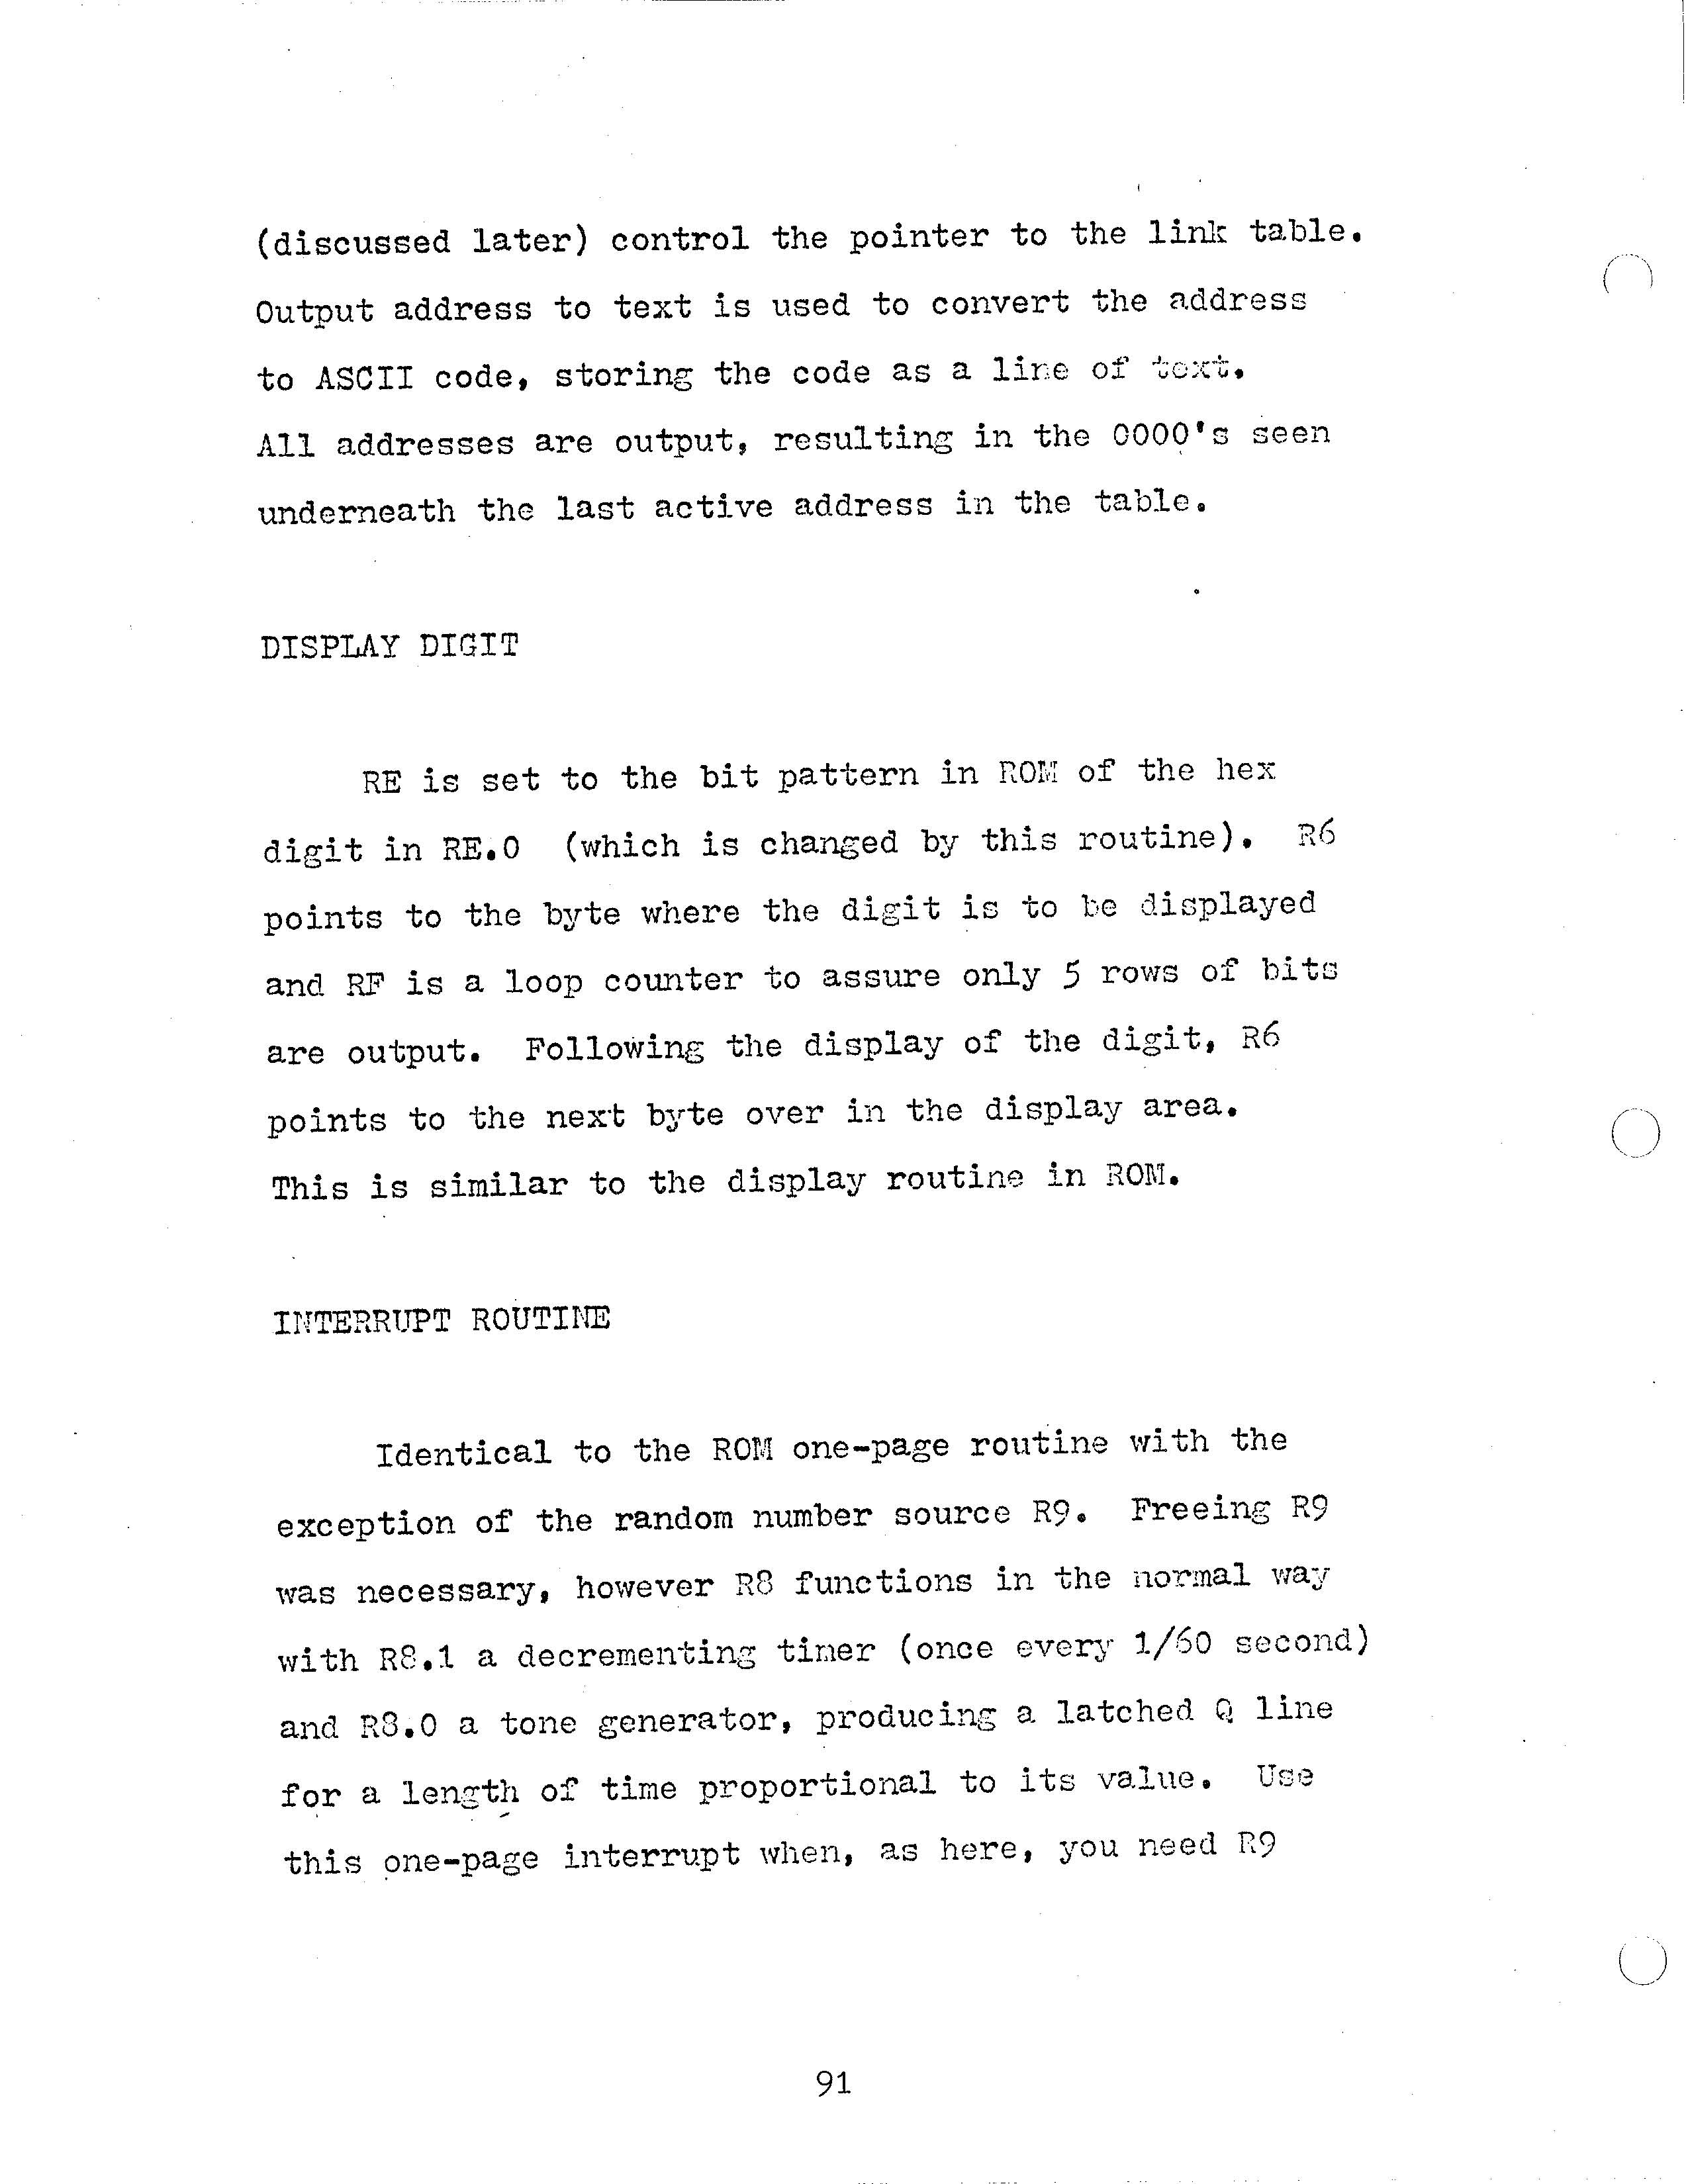 (discussed later) control the pointer to the link table.
Output address to text is used to convert the address
to ASCII code, storing the code as a line of text.
All addresses are output, resulting in the 0000's seen
underneath the last active address in the table.
DISPLAY DIGIT
RE is set to the bit pattern in ROM of the hex
digit in RE.0 (which is changed by this routine). R6
points to the byte where the digit is to be displayed
and RF is a loop counter to assure only 5 rows of bits
are output. Following the display of the digit, R6
points to the next byte over in the display area.
This is similar to the display routine in ROM.
INTERRUPT ROUTINE
Identical to the ROM one-page routine with the
exception of the random number source R9. Freeing R9
was necessary, however R8 functions in the normal way
with R8.1 a decrementing timer (once every 1/60 second)
and R8.0 a tone generator, producing a latched Q line
for a length of time proportional to its value. Use
this one-page interrupt when, as here, you need R9
91